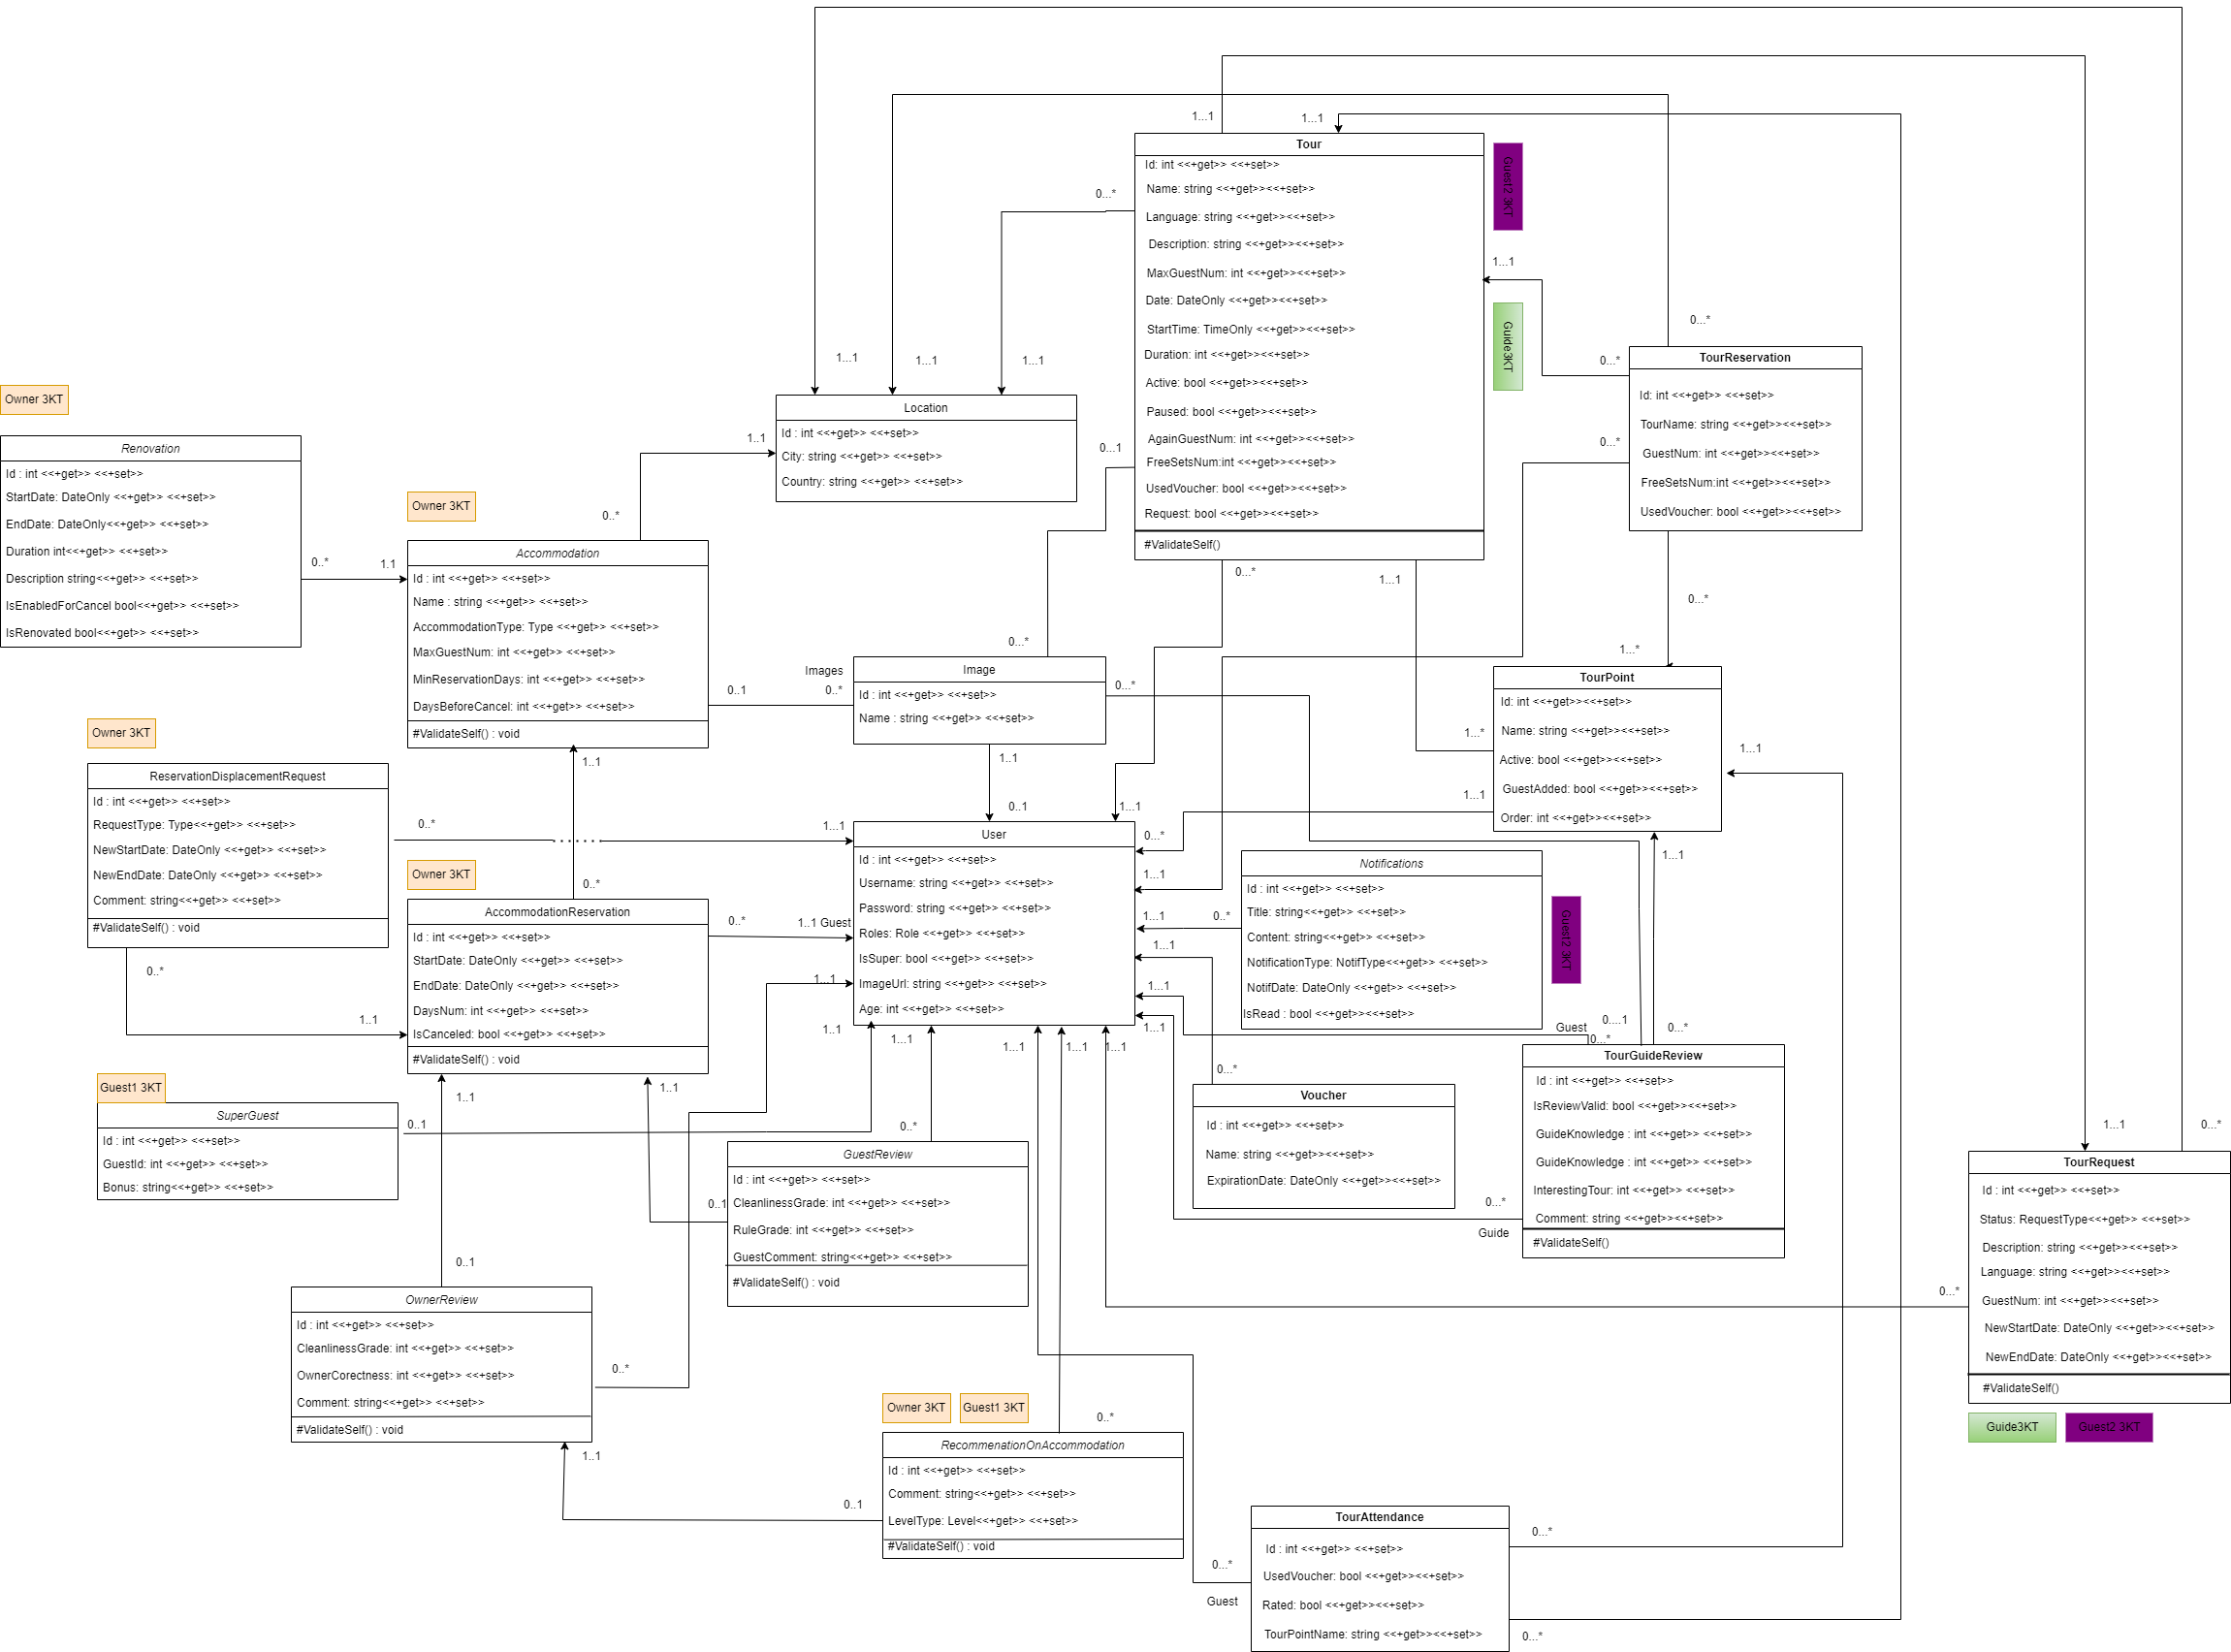 1...1
1...1
Tour
Id: int <<+get>> <<+set>>
Name: string <<+get>><<+set>>
Language: string <<+get>><<+set>>
Description: string <<+get>><<+set>>
MaxGuestNum: int <<+get>><<+set>>
Date: DateOnly <<+get>><<+set>>
StartTime: TimeOnly <<+get>><<+set>>
Duration: int <<+get>><<+set>>
Active: bool <<+get>><<+set>>
Paused: bool <<+get>><<+set>>
AgainGuestNum: int <<+get>><<+set>>
FreeSetsNum:int <<+get>><<+set>>
UsedVoucher: bool <<+get>><<+set>>
Request: bool <<+get>><<+set>>
#ValidateSelf()
Guest2 3KT
Guide3KT
0...*
1...1
0...*
0...*
0...*
TourReservation
Id: int <<+get>> <<+set>>
TourName: string <<+get>><<+set>>
GuestNum: int <<+get>><<+set>>
FreeSetsNum:int <<+get>><<+set>>
UsedVoucher: bool <<+get>><<+set>>
1...1
1...1
1...1
Location
Id : int <<+get>> <<+set>>
City: string <<+get>> <<+set>>
Country: string <<+get>> <<+set>>
1..1
0..*
0...1
Owner 3KT
Renovation
Id : int <<+get>> <<+set>>
StartDate: DateOnly <<+get>> <<+set>>
EndDate: DateOnly<<+get>> <<+set>>
Duration int<<+get>> <<+set>>
Description string<<+get>> <<+set>>
IsEnabledForCancel bool<<+get>> <<+set>>
IsRenovated bool<<+get>> <<+set>>
0..*
1.1
Owner 3KT
Accommodation
Id : int <<+get>> <<+set>>
Name : string <<+get>> <<+set>>
AccommodationType: Type <<+get>> <<+set>>
MaxGuestNum: int <<+get>> <<+set>>
MinReservationDays: int <<+get>> <<+set>>
DaysBeforeCancel: int <<+get>> <<+set>>
#ValidateSelf() : void
0..1
Images
0..*
0...*
Image
Id : int <<+get>> <<+set>>
Name : string <<+get>> <<+set>>
0...*
0...*
1...1
0...*
1...*
TourPoint
Id: int <<+get>><<+set>>
Name: string <<+get>><<+set>>
Active: bool <<+get>><<+set>>
GuestAdded: bool <<+get>><<+set>>
Order: int <<+get>><<+set>>
1...*
1...1
1...1
1...1
Owner 3KT
ReservationDisplacementRequest
Id : int <<+get>> <<+set>>
RequestType: Type<<+get>> <<+set>>
NewStartDate: DateOnly <<+get>> <<+set>>
NewEndDate: DateOnly <<+get>> <<+set>>
Comment: string<<+get>> <<+set>>
#ValidateSelf() : void
0..*
1..1
0..*
1..1
0..*
1...1
1..1
0..1
1...1
0...*
1...1
User
Id : int <<+get>> <<+set>>
Username: string <<+get>> <<+set>>
Password: string <<+get>> <<+set>>
Roles: Role <<+get>> <<+set>>
IsSuper: bool <<+get>> <<+set>>
ImageUrl: string <<+get>> <<+set>>
Age: int <<+get>> <<+set>>
Owner 3KT
AccommodationReservation
Id : int <<+get>> <<+set>>
StartDate: DateOnly <<+get>> <<+set>>
EndDate: DateOnly <<+get>> <<+set>>
DaysNum: int <<+get>> <<+set>>
IsCanceled: bool <<+get>> <<+set>>
#ValidateSelf() : void
0..*
1..1 Guest
1...1
1..1
1...1
Notifications
Id : int <<+get>> <<+set>>
Title: string<<+get>> <<+set>>
Content: string<<+get>> <<+set>>
NotificationType: NotifType<<+get>> <<+set>>
NotifDate: DateOnly <<+get>> <<+set>>
IsRead : bool <<+get>><<+set>>
Guest2 3KT
1...1
0..*
1...1
1...1
1...1
1...1
1...1
1...1
Guest
0....1
0...*
0...*
TourGuideReview
Id : int <<+get>> <<+set>>
IsReviewValid: bool <<+get>><<+set>>
GuideKnowledge : int <<+get>> <<+set>>
GuideKnowledge : int <<+get>> <<+set>>
InterestingTour: int <<+get>> <<+set>>
Comment: string <<+get>><<+set>>
#ValidateSelf()
0...*
Guide
0...*
Voucher
Id : int <<+get>> <<+set>>
Name: string <<+get>><<+set>>
ExpirationDate: DateOnly <<+get>><<+set>>
Guest1 3KT
SuperGuest
Id : int <<+get>> <<+set>>
GuestId: int <<+get>> <<+set>>
Bonus: string<<+get>> <<+set>>
0..1
1..1
1..1
0..*
0..1
GuestReview
Id : int <<+get>> <<+set>>
CleanlinessGrade: int <<+get>> <<+set>>
RuleGrade: int <<+get>> <<+set>>
GuestComment: string<<+get>> <<+set>>
#ValidateSelf() : void
0..1
OwnerReview
Id : int <<+get>> <<+set>>
CleanlinessGrade: int <<+get>> <<+set>>
OwnerCorectness: int <<+get>> <<+set>>
Comment: string<<+get>> <<+set>>
#ValidateSelf() : void
0..*
1..1
1...1
0...*
TourRequest
Id : int <<+get>> <<+set>>
Status: RequestType<<+get>> <<+set>>
Description: string <<+get>><<+set>>
Language: string <<+get>><<+set>>
GuestNum: int <<+get>><<+set>>
NewStartDate: DateOnly <<+get>><<+set>>
NewEndDate: DateOnly <<+get>><<+set>>
#ValidateSelf()
0...*
Guide3KT
Guest2 3KT
Owner 3KT
Guest1 3KT
0..*
RecommenationOnAccommodation
Id : int <<+get>> <<+set>>
Comment: string<<+get>> <<+set>>
LevelType: Level<<+get>> <<+set>>
#ValidateSelf() : void
0..1
TourAttendance
Id : int <<+get>> <<+set>>
UsedVoucher: bool <<+get>><<+set>>
Rated: bool <<+get>><<+set>>
TourPointName: string <<+get>><<+set>>
0...*
Guest
0...*
0...*